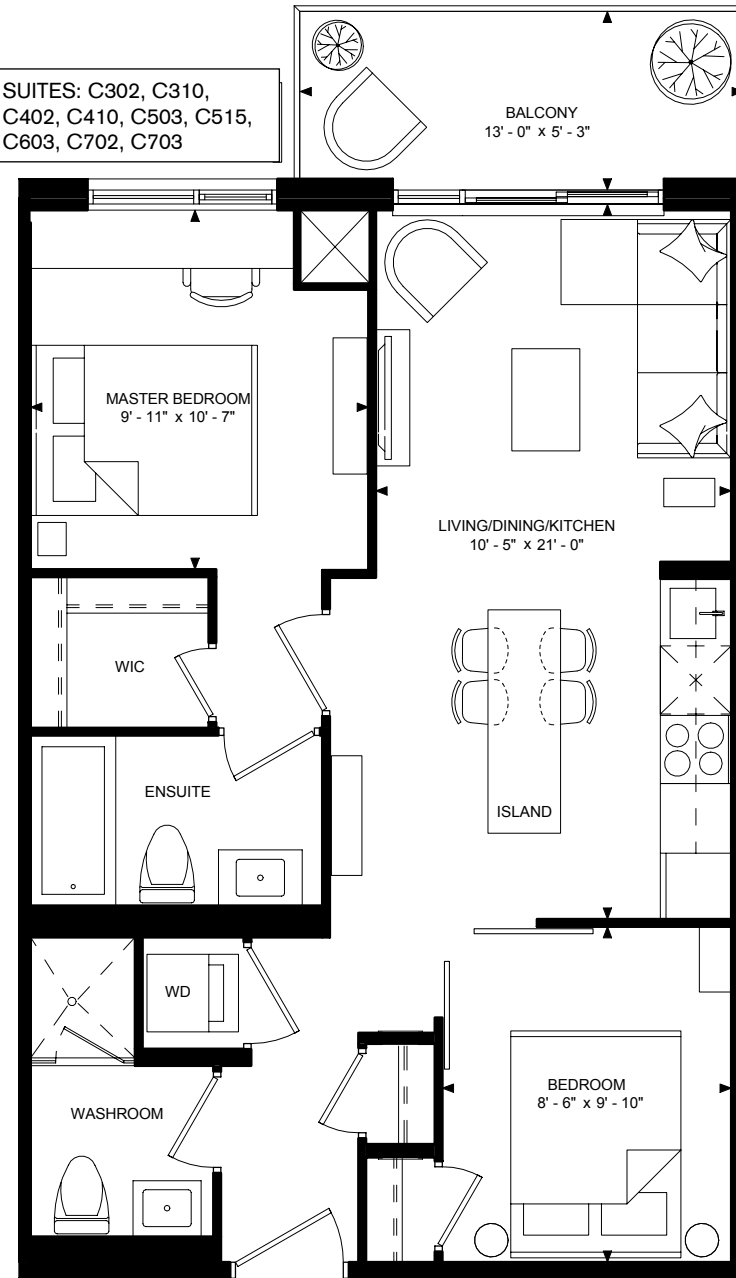 SUITES: C302, C310,
C402, C410, C503, C515,
C603, C702, C703
BALCONY
13' - 0" x 5' - 3"
MASTER BEDROOM
9' - 11" x 10' - 7"
LIVING/DINING/KITCHEN
10' - 5" x 21' - 0"
WIC
ENSUITE
ISLAND
WD
BEDROOM
8' - 6" x 9' - 10"
WASHROOM